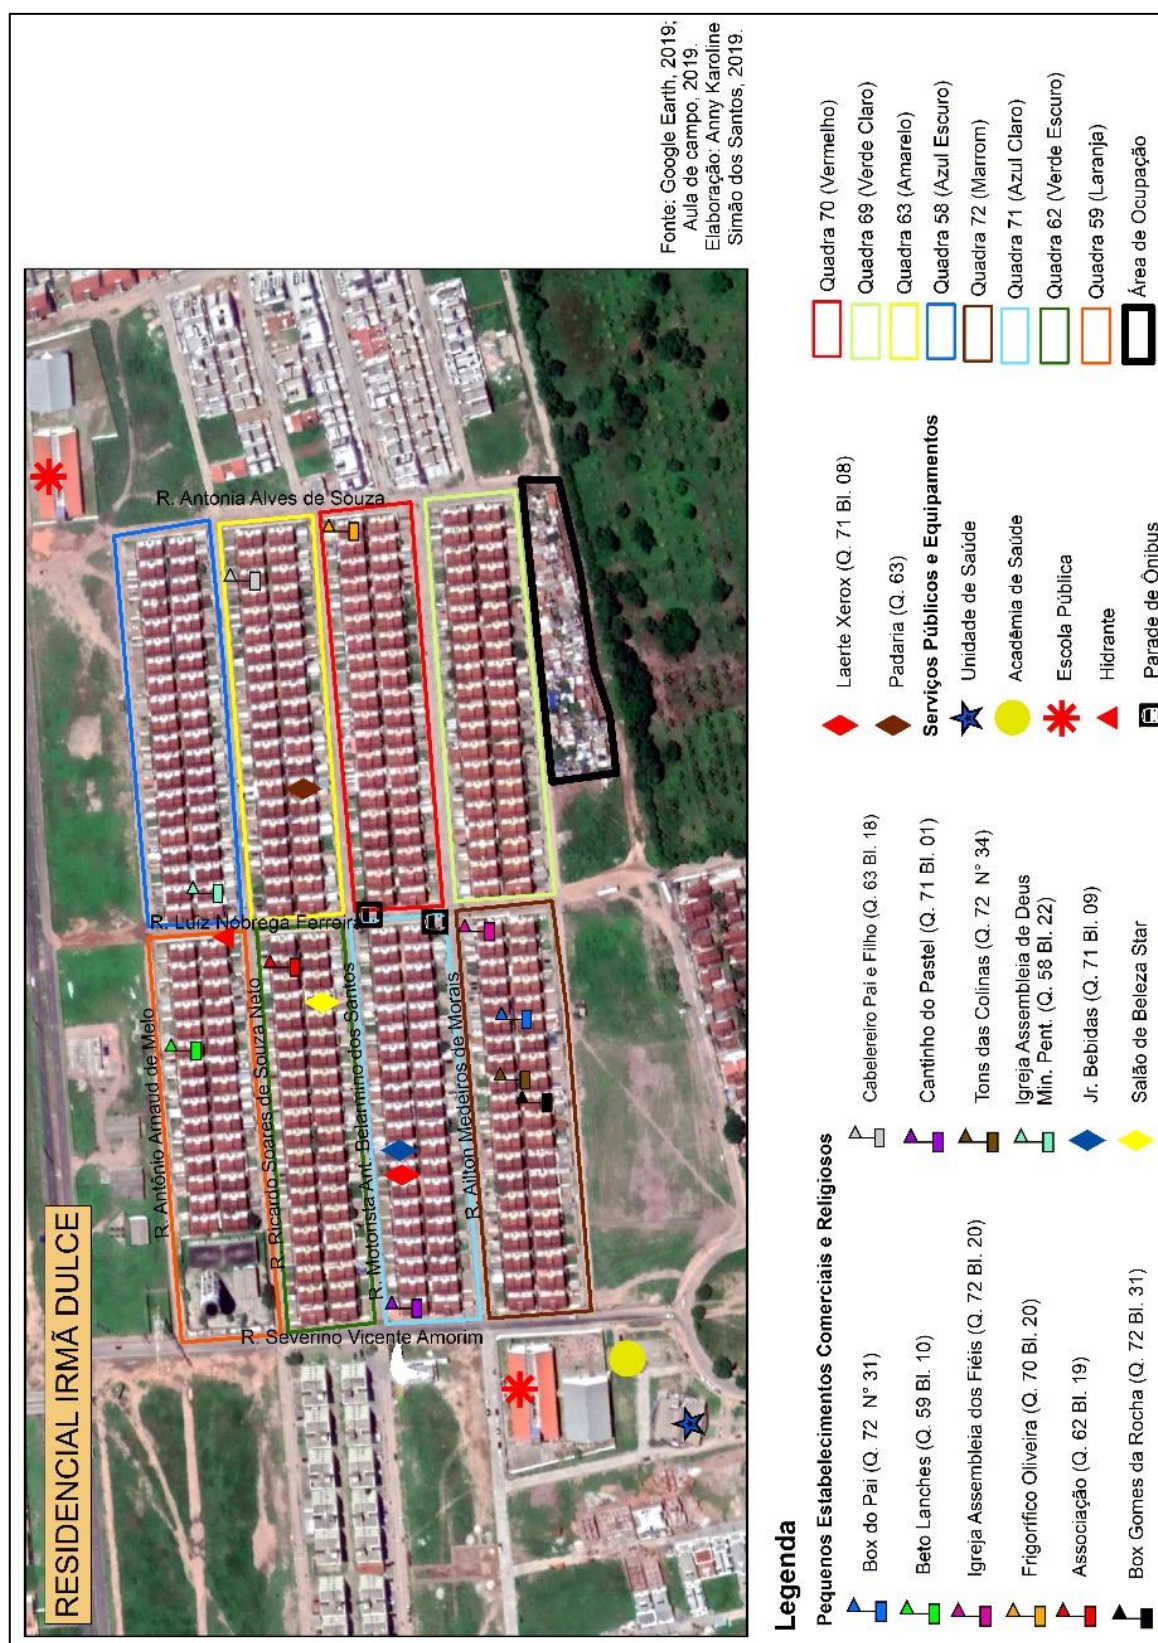 RESIDENCIAL IRMÃ DULCE
R. Antônio Arnaud de Melo
R. Luiz Nóbrega Ferreira
R. Antonia Alves de Souza
R. Ricardo Soares de Souza Neto
R. Severino Vicente Amorim
R. Motorista Ant. Belarmino dos Santos
R. Ailton Medeiros de Morais
Fonte: Google Earth, 2019;
Aula de campo, 2019.
Elaboração: Anny Karoline
Simão dos Santos, 2019.
Legenda
Pequenos Estabelecimentos Comerciais e Religiosos
Box do Pai (Q. 72 N° 31)
Beto Lanches (Q. 59 Bl. 10)
Igreja Assembleia dos Fiéis (Q. 72 Bl. 20)
Frigorífico Oliveira (Q. 70 Bl. 20)
Associação (Q. 62 Bl. 19)
Box Gomes da Rocha (Q. 72 Bl. 31)
Cabelereiro Pai e Filho (Q. 63 Bl. 18)
Cantinho do Pastel (Q. 71 Bl. 01)
Tons das Colinas (Q. 72 N° 34)
Igreja Assembleia de Deus
Min. Pent. (Q. 58 Bl. 22)
Jr. Bebidas (Q. 71 Bl. 09)
Salão de Beleza Star
Laerte Xerox (Q. 71 Bl. 08)
Padaria (Q. 63)
Serviços Públicos e Equipamentos
Unidade de Saúde
Acadêmia de Saúde
Escola Pública
Hidrante
Parade de Ônibus
Quadra 70 (Vermelho)
Quadra 69 (Verde Claro)
Quadra 63 (Amarelo)
Quadra 58 (Azul Escuro)
Quadra 72 (Marrom)
Quadra 71 (Azul Claro)
Quadra 62 (Verde Escuro)
Quadra 59 (Laranja)
Área de Ocupação